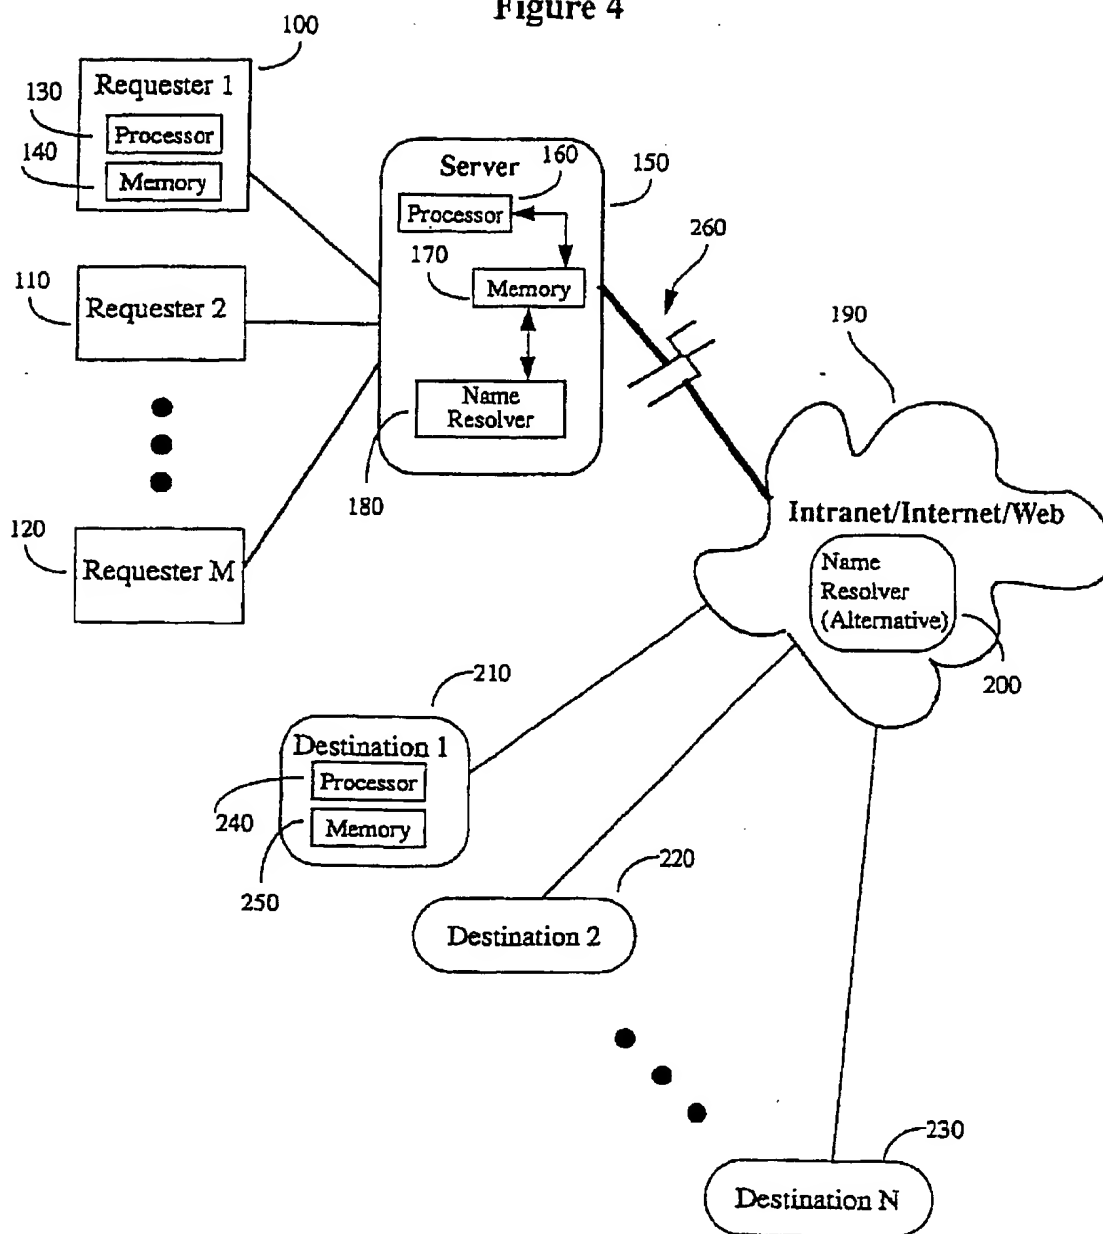 Figure 4
100
Requester 1
130
Processor
140
Memory
110
Requester 2
120
Requester M
Server
160
150
Processor
170
Memory
Name
Resolver
180
260
190
Intranet/Internet/Web
Name
Resolver
(Alternative)
200
210
Destination 1
Processor
240
Memory
250
220
Destination 2
230
Destination N